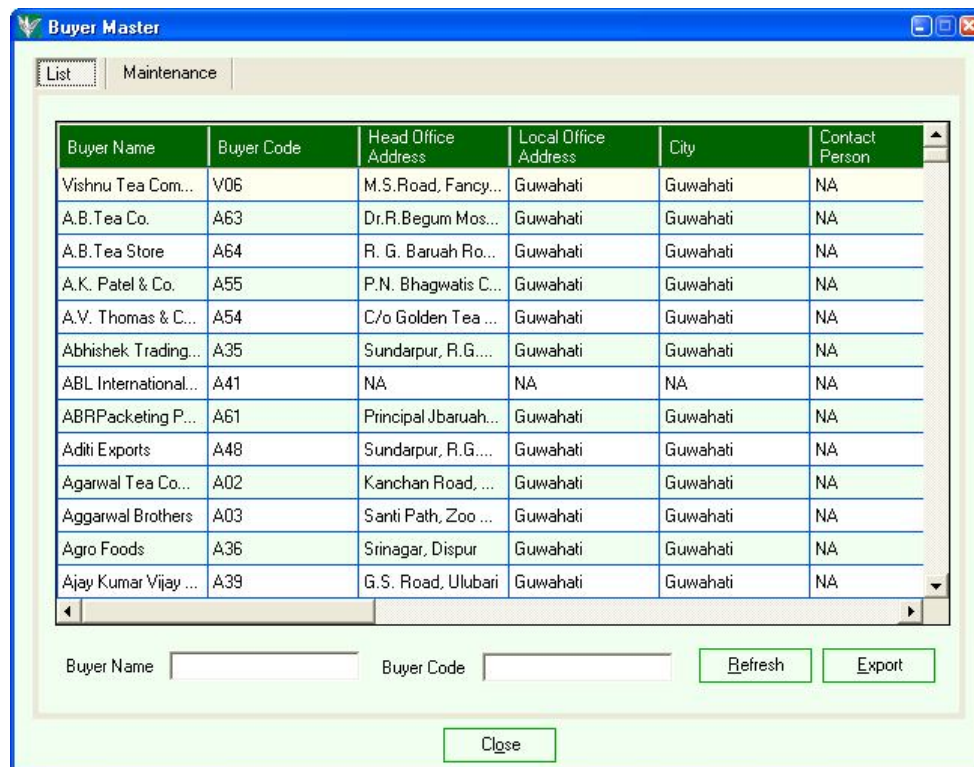 Buyer Master
List Maintenance
Buyer Name Buyer Code Head Office Address Local Office Address City Contact Person
Vishnu Tea Com... V06 M.S.Road, Fancy... Guwahati Guwahati NA
A.B.Tea Co. A63 Dr.R.Begum Mos... Guwahati Guwahati NA
A.B.Tea Store A64 R. G. Baruah Ro... Guwahati Guwahati NA
A.K. Patel & Co. A55 P.N. Bhagwatis C... Guwahati Guwahati NA
A.V. Thomas & C... A54 C/o Golden Tea ... Guwahati Guwahati NA
Abhishek Trading... A35 Sundarpur, R.G.... Guwahati Guwahati NA
ABL International... A41 NA NA NA NA
ABRPacketing P... A61 Principal Jbaruah... Guwahati Guwahati NA
Aditi Exports A48 Sundarpur, R.G.... Guwahati Guwahati NA
Agarwal Tea Co... A02 Kanchan Road, ... Guwahati Guwahati NA
Aggarwal Brothers A03 Santi Path, Zoo ... Guwahati Guwahati NA
Agro Foods A36 Srinagar, Dispur Guwahati Guwahati NA
Ajay Kumar Vijay ... A39 G.S. Road, Ulubari Guwahati Guwahati NA
Buyer Name Buyer Code Refresh Export
Close